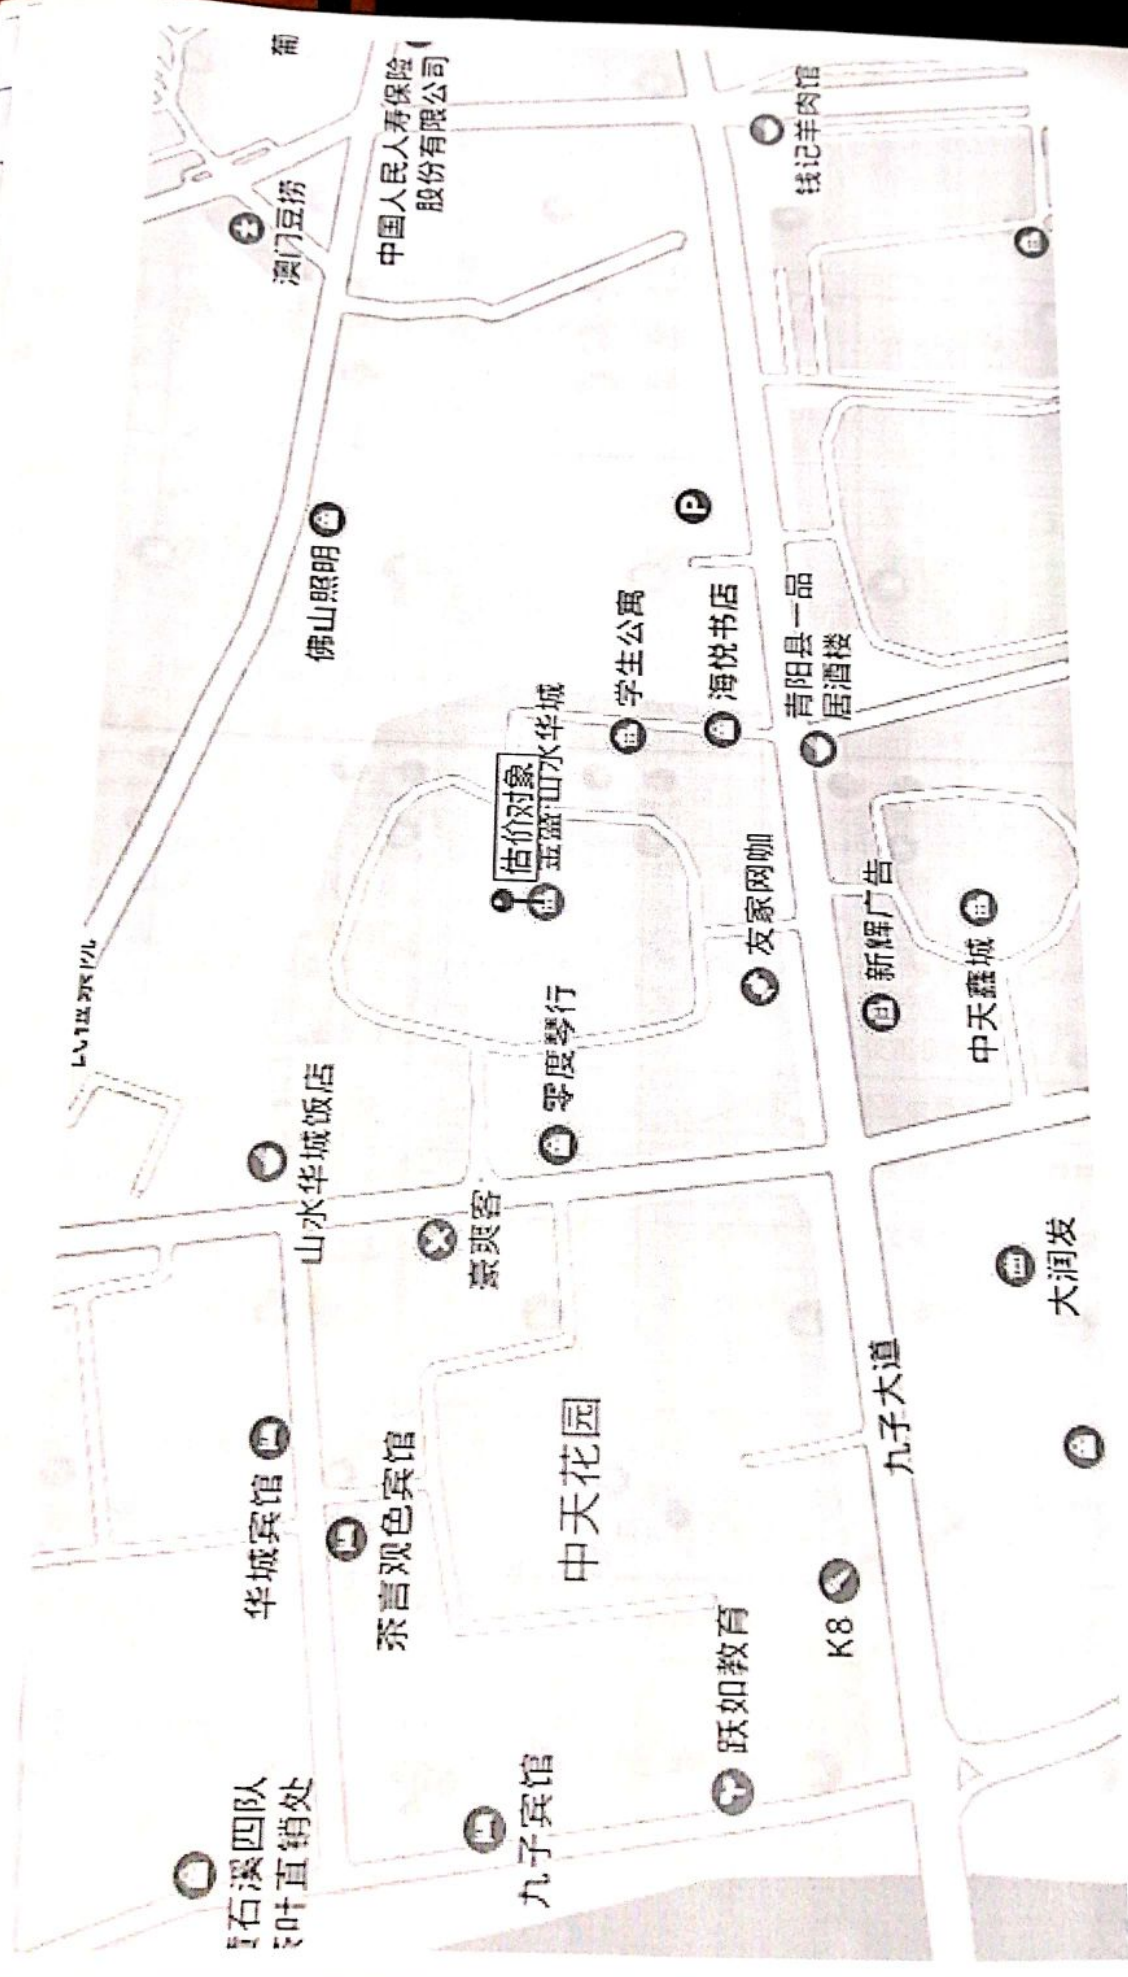 葡
中国人民人寿保险
股份有限公司
钱记羊肉馆
澳门豆捞
佛山照明
学生公寓
海悦书店
青阳县一品
居酒楼
估价对象
金盛·山水华城
友家网咖
新辉广告
中天鑫城
零度琴行
山水华城饭店
豪爽客
大润发
九子大道
华城宾馆
茶言观色宾馆
中天花园
K8
跃如教育
九子宾馆
石溪四队
叶直销处
P